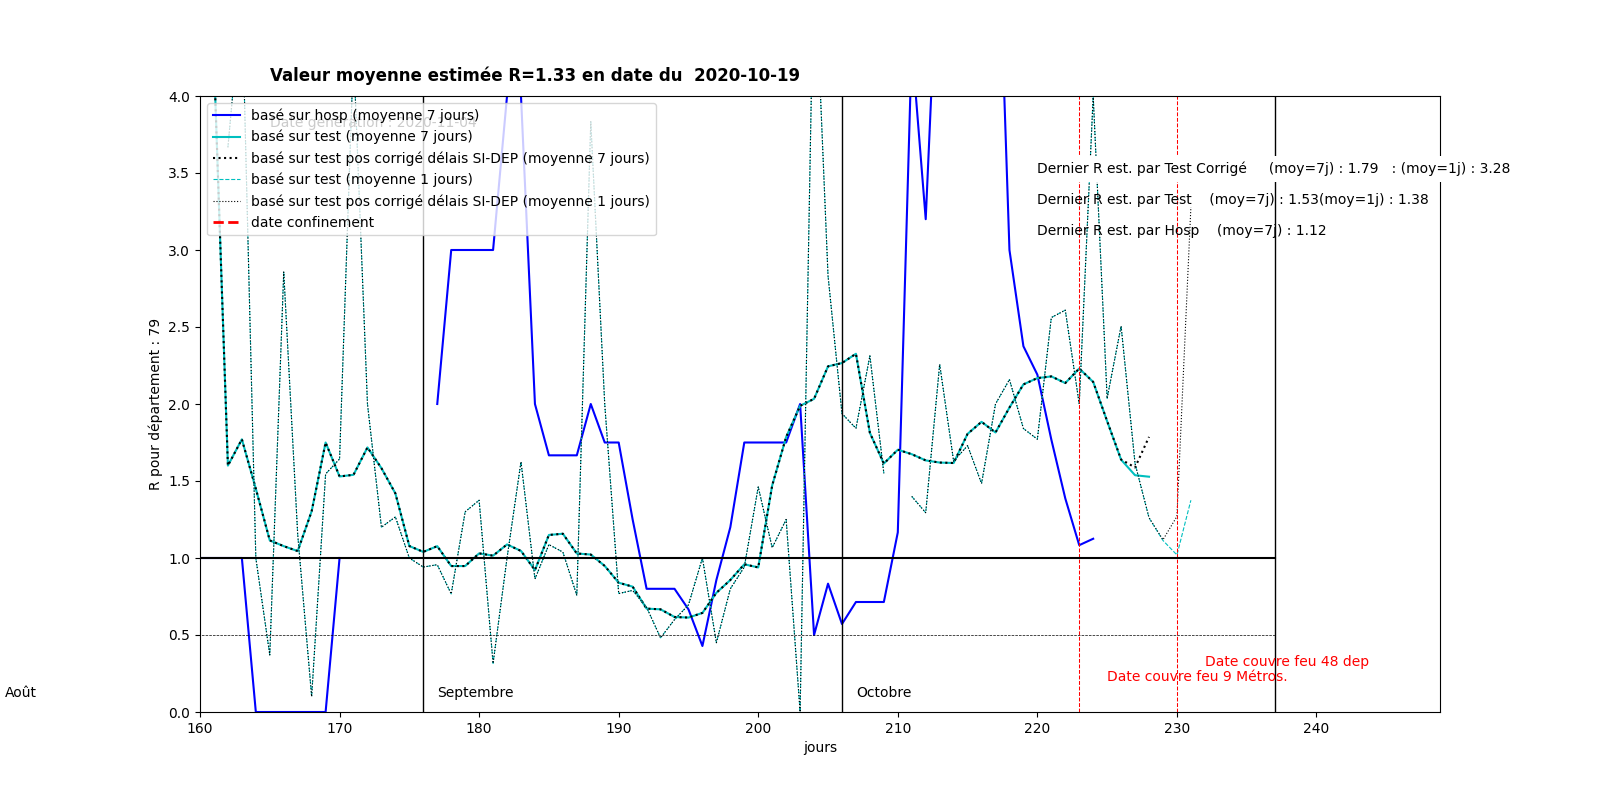 Valeur moyenne estimée R=1.33 en date du  2020-10-19
Date génération : 2020-11-04
basé sur hosp (moyenne 7 jours)
basé sur test (moyenne 7 jours)
basé sur test pos corrigé délais SI-DEP (moyenne 7 jours)
basé sur test (moyenne 1 jours)
basé sur test pos corrigé délais SI-DEP (moyenne 1 jours)
date confinement
Dernier R est. par Test Corrigé     (moy=7j) : 1.79   : (moy=1j) : 3.28
Dernier R est. par Test    (moy=7j) : 1.53(moy=1j) : 1.38
Dernier R est. par Hosp    (moy=7j) : 1.12
R pour département : 79
4.0
3.5
3.0
2.5
2.0
1.5
1.0
0.5
0.0
Date couvre feu 48 dep
Date couvre feu 9 Métros.
Août
Septembre
Octobre
160
170
180
190
200
210
220
230
240
jours